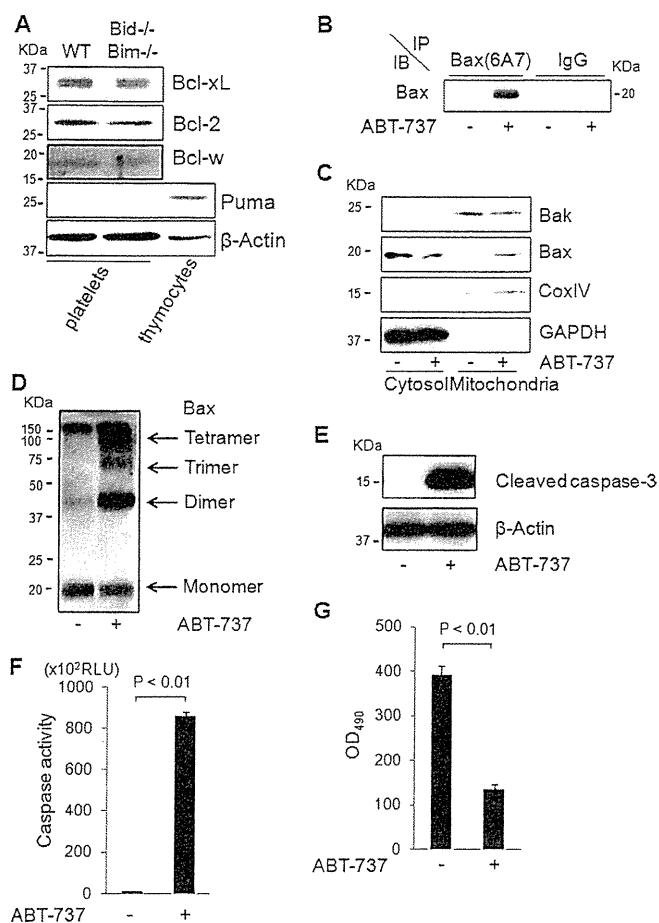 A
KDa
WT
Bid-/-
Bim-/-
37
25
Bcl-xL
37
25
Bcl-2
20
15
Bcl-w
25
Puma
37
β-Actin
platelets
thymocytes
B
IP
IB
Bax(6A7)
IgG
KDa
Bax
20
ABT-737
- + - +
C
KDa
25
Bak
20
Bax
15
CoxIV
37
GAPDH
- + - + ABT-737
Cytosol Mitochondria
D
KDa
Bax
150
100
Tetramer
75
Trimer
50
Dimer
37
25
20
Monomer
- + ABT-737
E
KDa
15
Cleaved caspase-3
37
β-Actin
- + ABT-737
F
(x10²RLU)
P < 0.01
1000
800
600
400
200
0
Caspase activity
ABT-737 - +
G
P < 0.01
500
400
300
200
100
0
OD490
ABT-737 - +